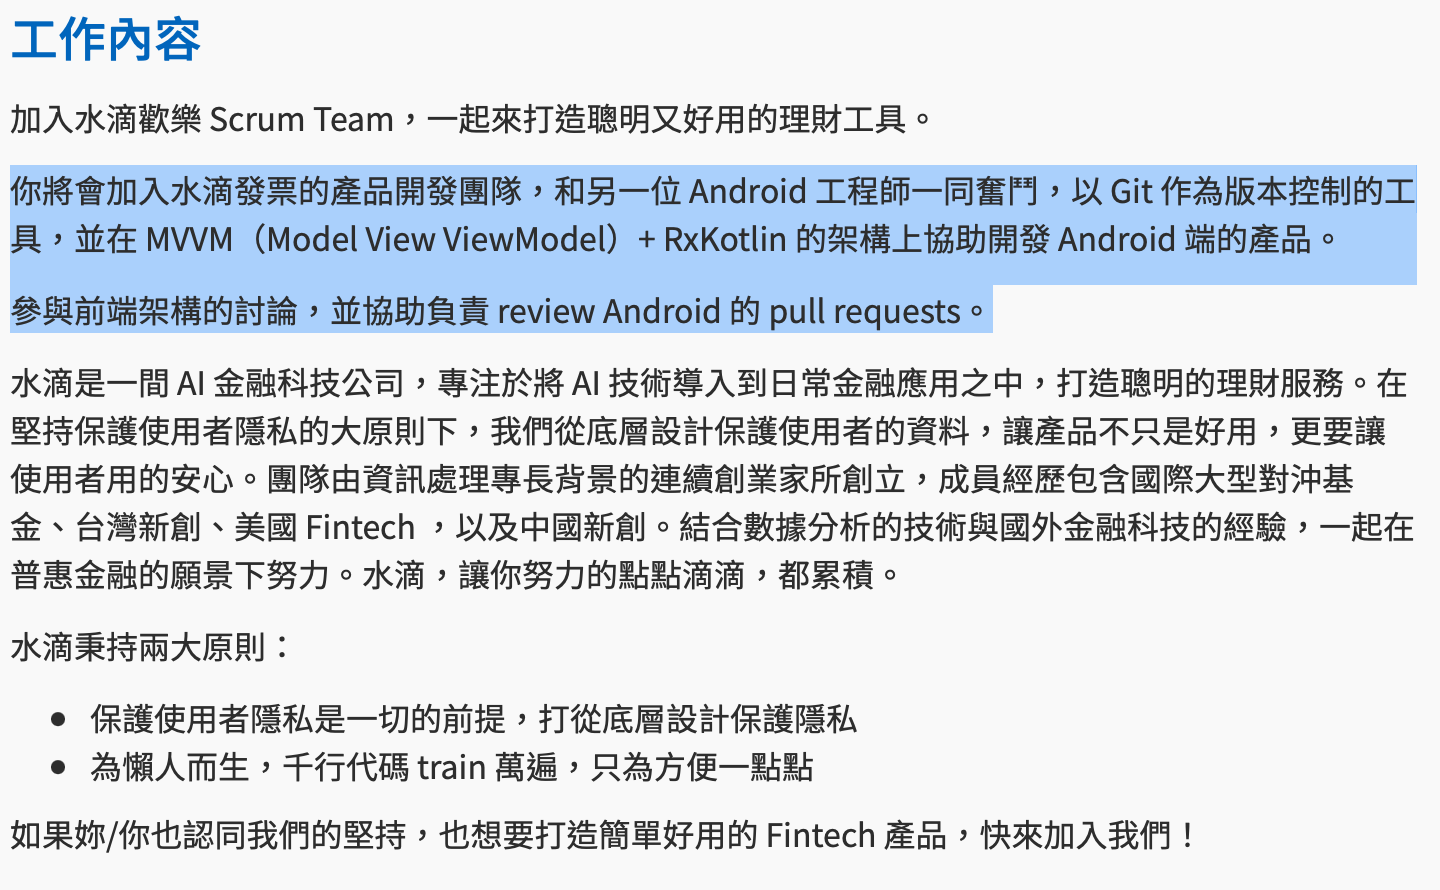 工作內容
加入水滴歡樂 Scrum Team，一起來打造聰明又好用的理財工具。
你將會加入水滴發票的產品開發團隊，和另一位 Android 工程師一同奮鬥，以 Git 作為版本控制的工
具，並在 MVVM（Model View ViewModel）+ RxKotlin 的架構上協助開發 Android 端的產品。
參與前端架構的討論，並協助負責 review Android 的 pull requests。
水滴是一間 AI 金融科技公司，專注於將 AI 技術導入到日常金融應用之中，打造聰明的理財服務。在
堅持保護使用者隱私的大原則下，我們從底層設計保護使用者的資料，讓產品不只是好用，更要讓
使用者用的安心。團隊由資訊處理專長背景的連續創業家所創立，成員經歷包含國際大型對沖基
金、台灣新創、美國 Fintech ，以及中國新創。結合數據分析的技術與國外金融科技的經驗，一起在
普惠金融的願景下努力。水滴，讓你努力的點點滴滴，都累積。
水滴秉持兩大原則：
• 保護使用者隱私是一切的前提，打從底層設計保護隱私
• 為懶人而生，千行代碼 train 萬遍，只為方便一點點
如果妳/你也認同我們的堅持，也想要打造簡單好用的 Fintech 產品，快來加入我們！